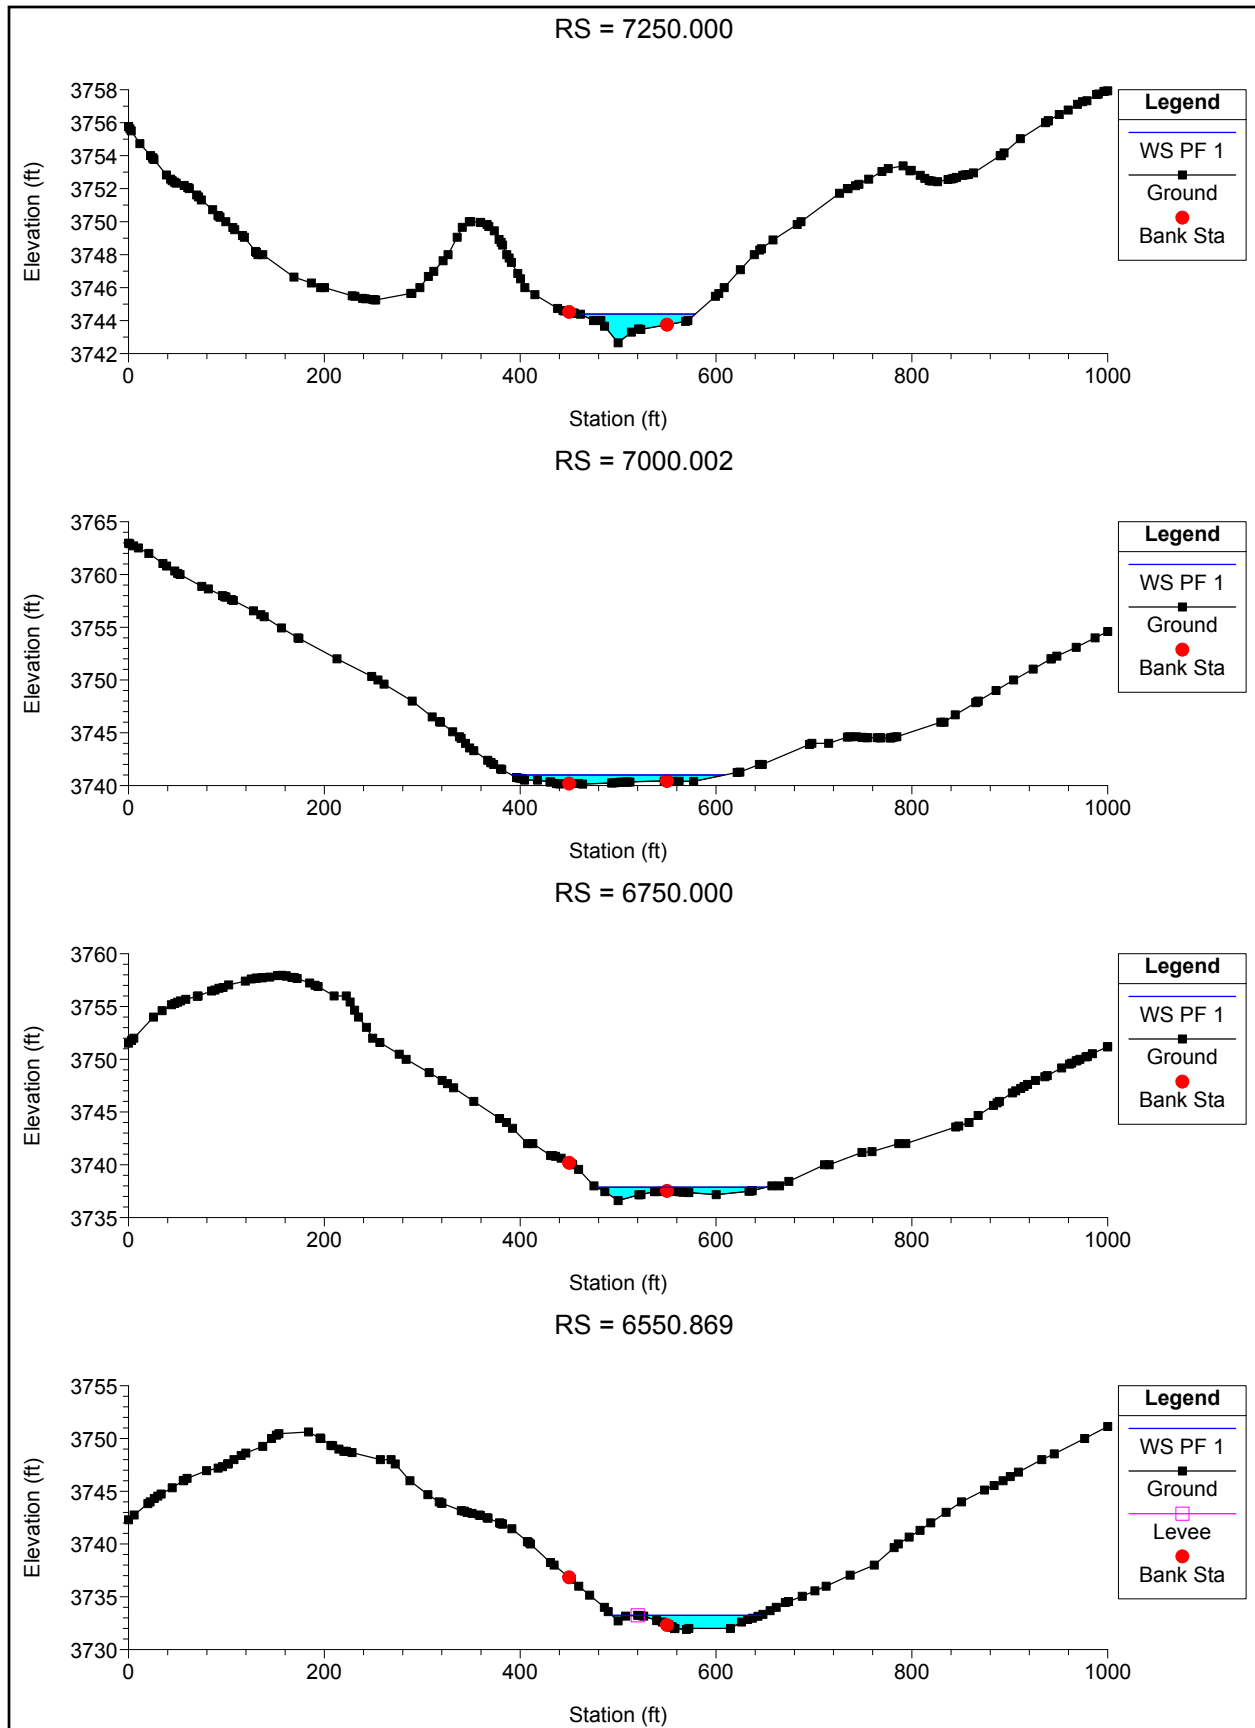 RS = 7250.000
3758
3756
3754
3752
3750
3748
3746
3744
3742
Elevation (ft)
0 200 400 600 800 1000
Station (ft)
Legend
WS PF 1
Ground
Bank Sta
RS = 7000.002
3765
3760
3755
3750
3745
3740
Elevation (ft)
0 200 400 600 800 1000
Station (ft)
Legend
WS PF 1
Ground
Bank Sta
RS = 6750.000
3760
3755
3750
3745
3740
3735
Elevation (ft)
0 200 400 600 800 1000
Station (ft)
Legend
WS PF 1
Ground
Bank Sta
RS = 6550.869
3755
3750
3745
3740
3735
3730
Elevation (ft)
0 200 400 600 800 1000
Station (ft)
Legend
WS PF 1
Ground
Levee
Bank Sta